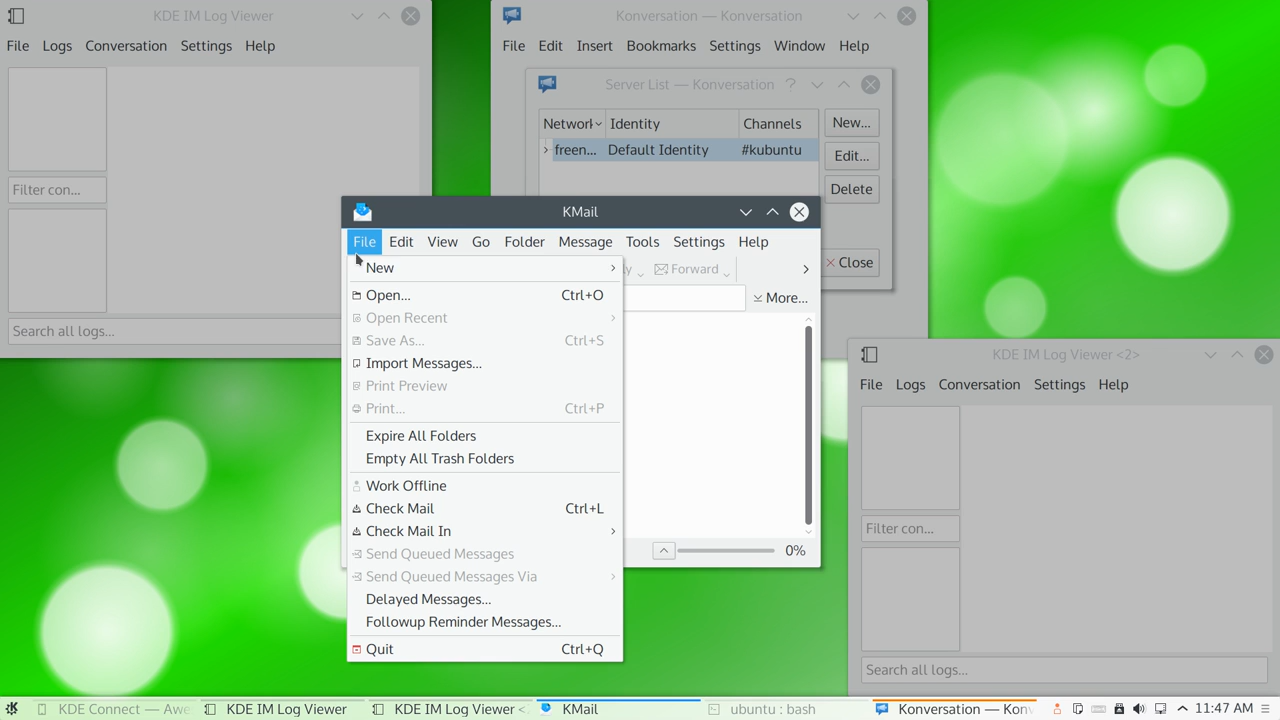 KDE IM Log Viewer
File Logs Conversation Settings Help
Filter con...
Search all logs...
Konversation — Konversation
File Edit Insert Bookmarks Settings Window Help
Server List — Konversation ?
Network Identity Channels
freen... Default Identity #kubuntu
New...
Edit...
Delete
Close
KMail
File Edit View Go Folder Message Tools Settings Help
Forward
More...
0%
New
Open... Ctrl+O
Open Recent
Save As... Ctrl+S
Import Messages...
Print Preview
Print... Ctrl+P
Expire All Folders
Empty All Trash Folders
Work Offline
Check Mail Ctrl+L
Check Mail In
Send Queued Messages
Send Queued Messages Via
Delayed Messages...
Followup Reminder Messages...
Quit Ctrl+Q
KDE IM Log Viewer <2>
File Logs Conversation Settings Help
Filter con...
Search all logs...
KDE Connect — Awe KDE IM Log Viewer KDE IM Log Viewer < KMail ubuntu : bash Konversation — Konv 11:47 AM